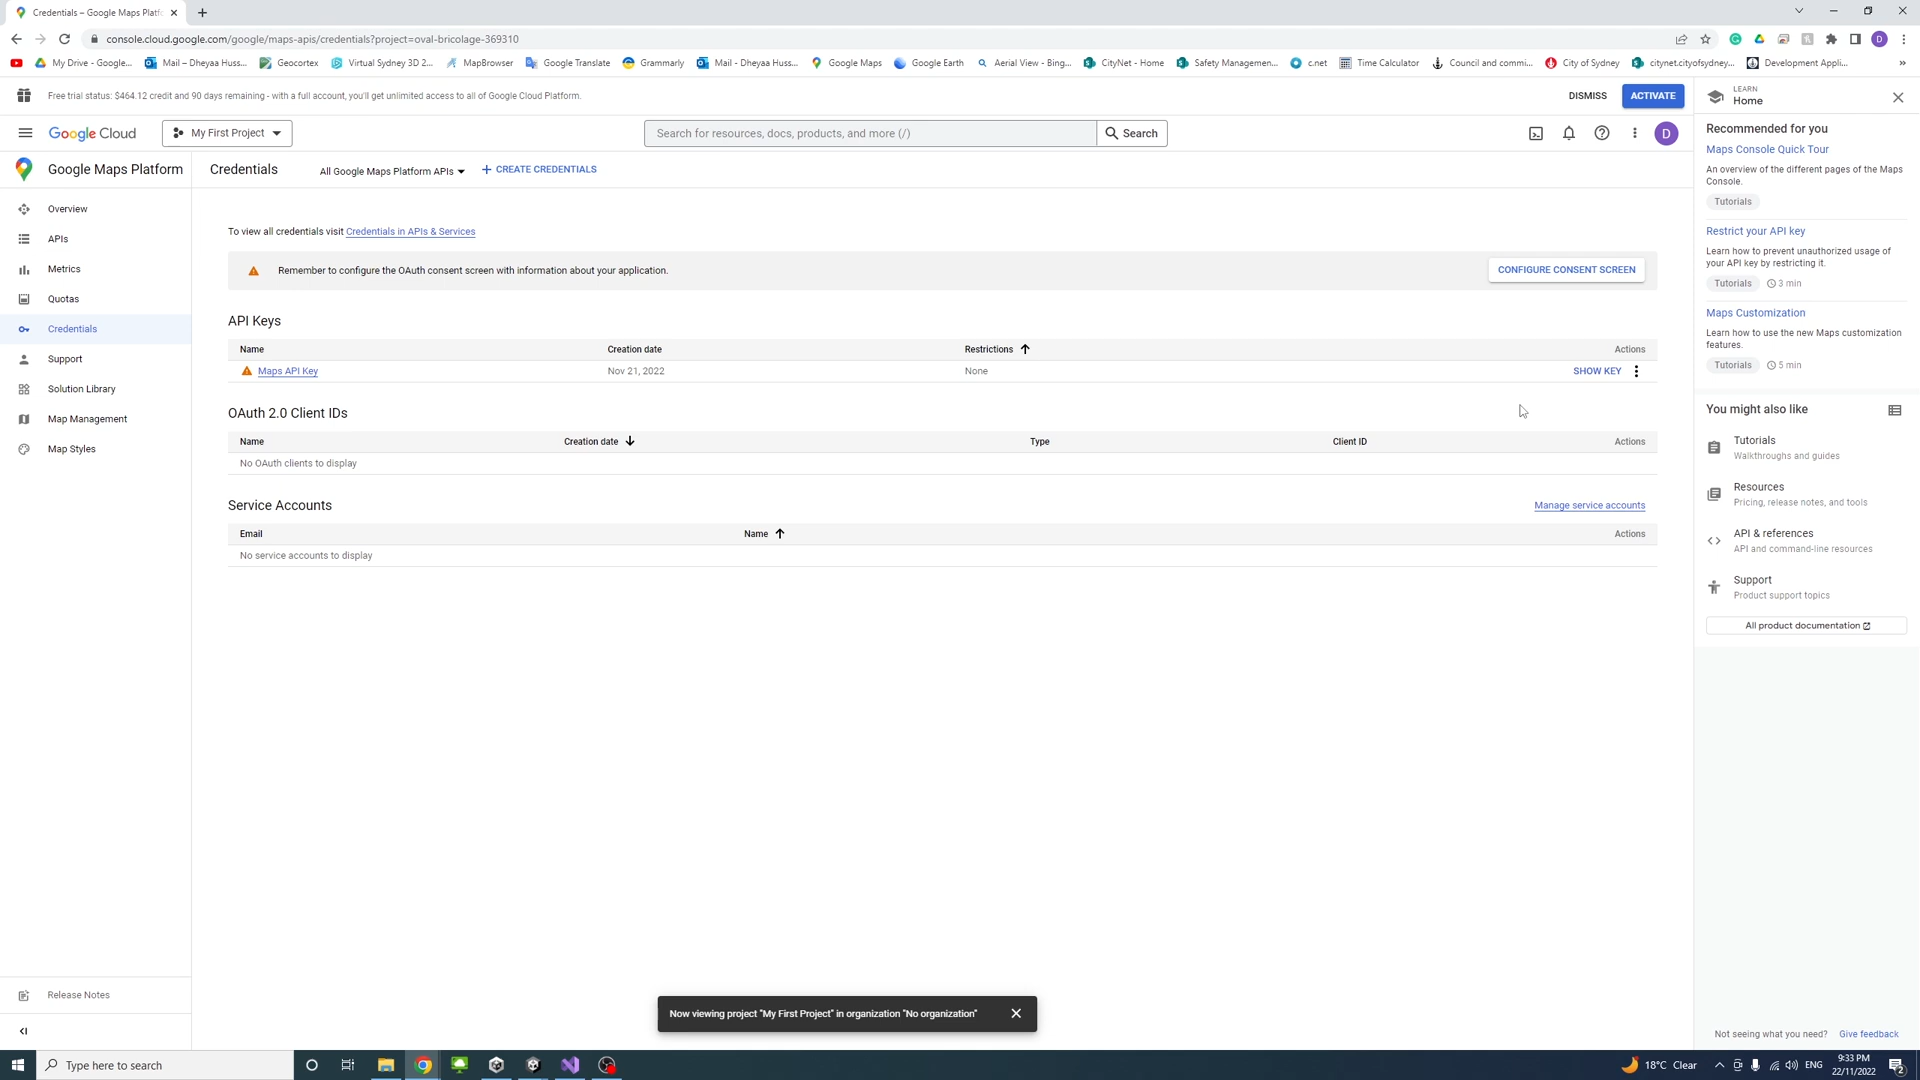 Credentials – Google Maps Platfo
console.cloud.google.com/google/maps-apis/credentials?project=oval-bricolage-369310
D
My Drive - Google...
Mail – Dheyaa Huss...
Geocortex
Virtual Sydney 3D 2...
MapBrowser
Google Translate
Grammarly
Mail - Dheyaa Huss...
Google Maps
Google Earth
Aerial View - Bing...
CityNet - Home
Safety Managemen...
c.net
Time Calculator
Council and commi...
City of Sydney
citynet.cityofsydney...
Development Appli...
»
Free trial status: $464.12 credit and 90 days remaining - with a full account, you'll get unlimited access to all of Google Cloud Platform.
DISMISS
ACTIVATE
LEARN
Home
Google Cloud
My First Project
Search for resources, docs, products, and more (/)
Search
D
Google Maps Platform
Credentials
All Google Maps Platform APIs
+ CREATE CREDENTIALS
Overview
APIs
Metrics
Quotas
Credentials
Support
Solution Library
Map Management
Map Styles
Release Notes
To view all credentials visit Credentials in APIs & Services
Remember to configure the OAuth consent screen with information about your application.
CONFIGURE CONSENT SCREEN
API Keys
Name Creation date Restrictions Actions
Maps API Key Nov 21, 2022 None SHOW KEY
OAuth 2.0 Client IDs
Name Creation date Type Client ID Actions
No OAuth clients to display
Service Accounts
Manage service accounts
Email Name Actions
No service accounts to display
Now viewing project "My First Project" in organization "No organization"
Recommended for you
Maps Console Quick Tour
An overview of the different pages of the Maps
Console.
Tutorials
Restrict your API key
Learn how to prevent unauthorized usage of
your API key by restricting it.
Tutorials 3 min
Maps Customization
Learn how to use the new Maps customization
features.
Tutorials 5 min
You might also like
Tutorials
Walkthroughs and guides
Resources
Pricing, release notes, and tools
API & references
API and command-line resources
Support
Product support topics
All product documentation
Not seeing what you need? Give feedback
Type here to search
18°C Clear
ENG
9:33 PM
22/11/2022
2